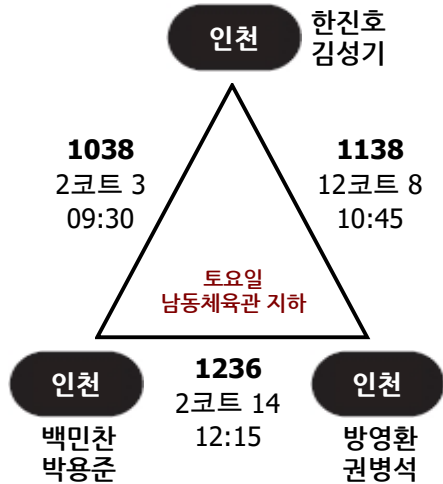 인천
한진호
김성기
1038
2코트 3
09:30
1138
12코트 8
10:45
토요일
남동체육관 지하
인천
백민찬
박용준
1236
2코트 14
12:15
인천
방영환
권병석